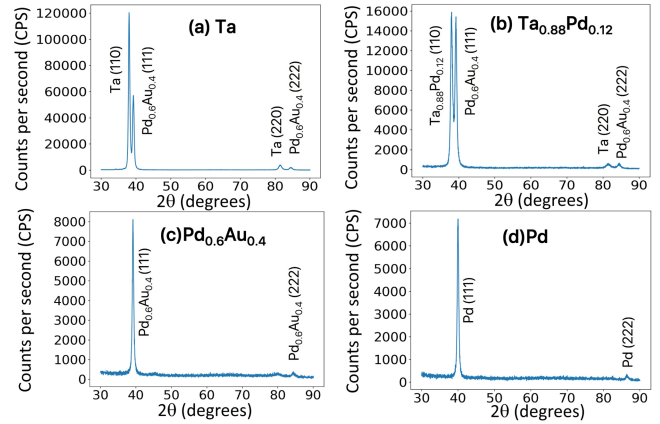 (a) Ta
Counts per second (CPS)
120000
100000
80000
60000
40000
20000
0
Ta (110)
Pd0.6Au0.4 (111)
Ta (220)
Pd0.6Au0.4 (222)
30 40 50 60 70 80 90
2θ (degrees)
(b) Ta0.88Pd0.12
Counts per second (CPS)
16000
14000
12000
10000
8000
6000
4000
2000
0
Ta0.88Pd0.12 (110)
Pd0.6Au0.4 (111)
Ta (220)
Pd0.6Au0.4 (222)
30 40 50 60 70 80 90
2θ (degrees)
(c)Pd0.6Au0.4
Counts per second (CPS)
8000
7000
6000
5000
4000
3000
2000
1000
0
Pd0.6Au0.4 (111)
Pd0.6Au0.4 (222)
30 40 50 60 70 80 90
2θ (degrees)
(d)Pd
Counts per second (CPS)
7000
6000
5000
4000
3000
2000
1000
0
Pd (111)
Pd (222)
30 40 50 60 70 80 90
2θ (degrees)